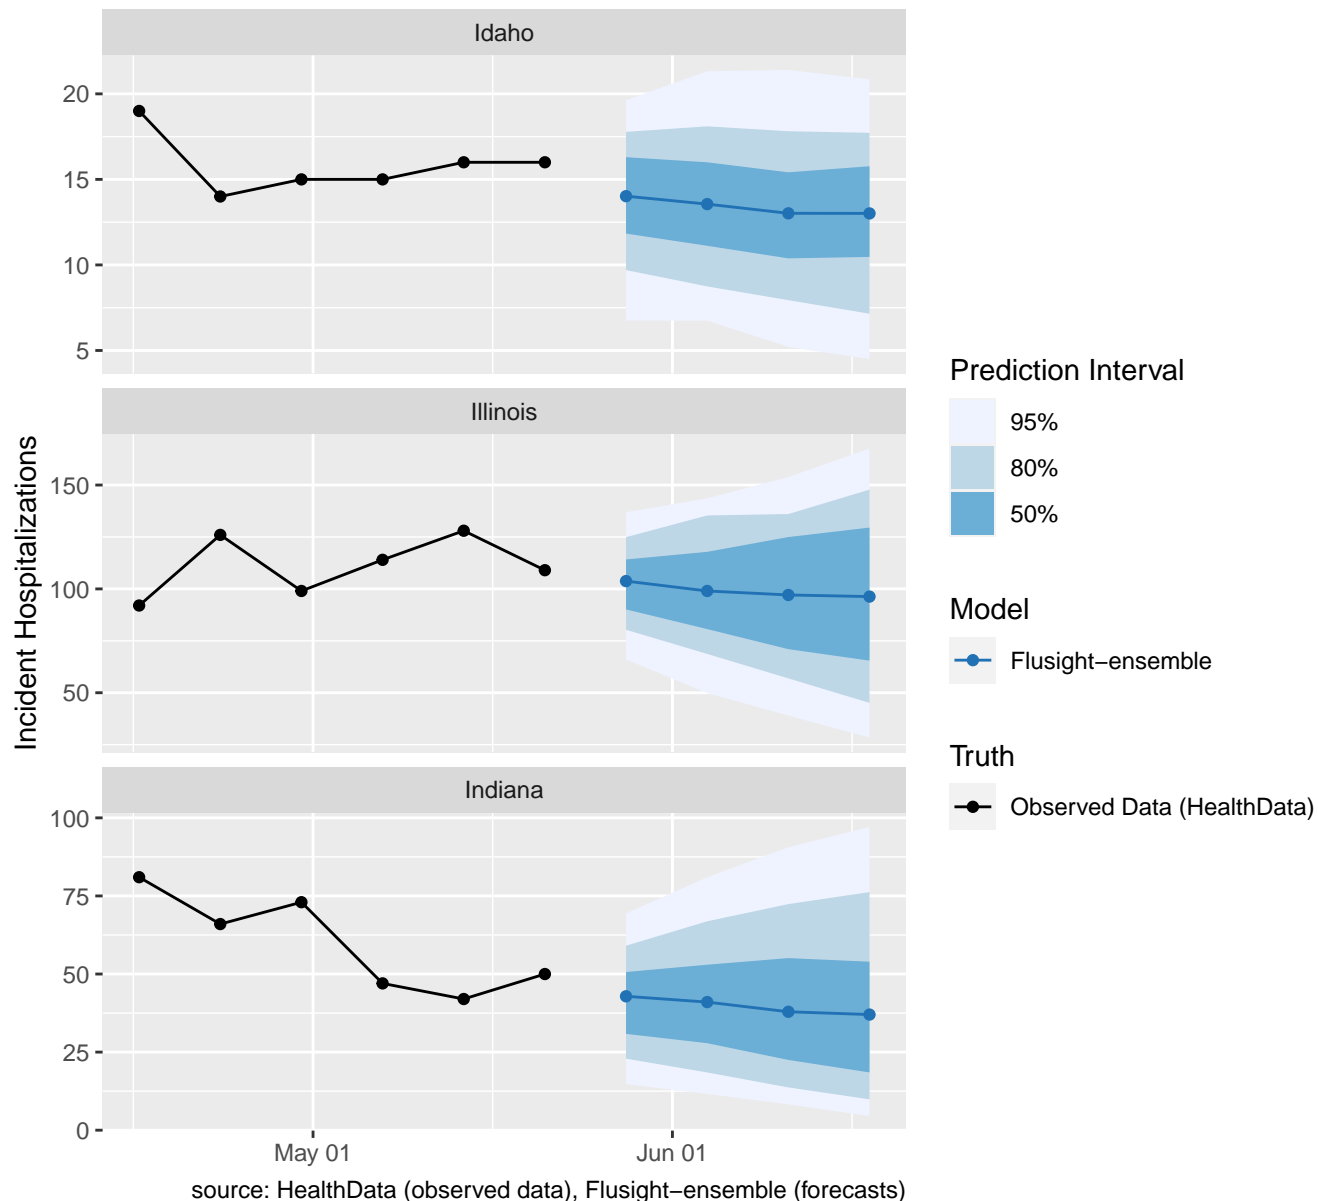 Idaho
20
15
10
5
Illinois
150
100
50
Indiana
100
75
50
25
0
May 01
Jun 01
Incident Hospitalizations
source: HealthData (observed data), Flusight−ensemble (forecasts)
Prediction Interval
95%
80%
50%
Model
Flusight−ensemble
Truth
Observed Data (HealthData)